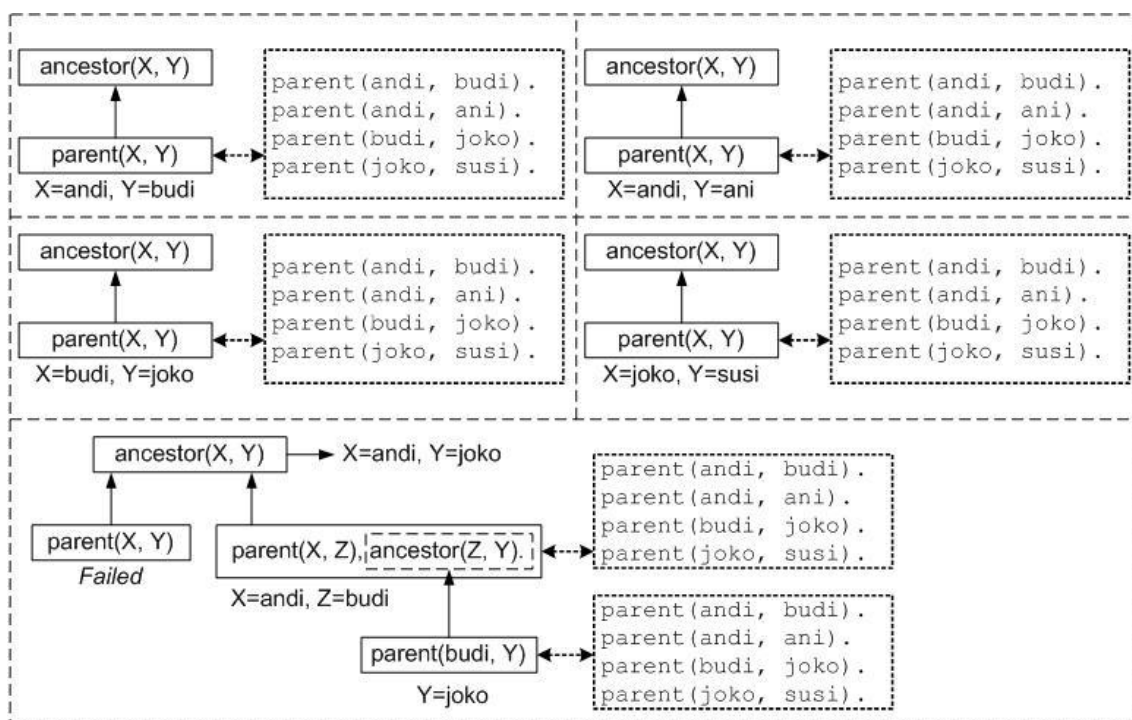 ancestor(X, Y)
parent(X, Y)
X=andi, Y=budi
parent(andi, budi).
parent(andi, ani).
parent(budi, joko).
parent(joko, susi).
ancestor(X, Y)
parent(X, Y)
X=andi, Y=ani
parent(andi, budi).
parent(andi, ani).
parent(budi, joko).
parent(joko, susi).
ancestor(X, Y)
parent(X, Y)
X=budi, Y=joko
parent(andi, budi).
parent(andi, ani).
parent(budi, joko).
parent(joko, susi).
ancestor(X, Y)
parent(X, Y)
X=joko, Y=susi
parent(andi, budi).
parent(andi, ani).
parent(budi, joko).
parent(joko, susi).
ancestor(X, Y) X=andi, Y=joko
parent(X, Y)
Failed
parent(X, Z), ancestor(Z, Y).
X=andi, Z=budi
parent(andi, budi).
parent(andi, ani).
parent(budi, joko).
parent(joko, susi).
parent(budi, Y)
Y=joko
parent(andi, budi).
parent(andi, ani).
parent(budi, joko).
parent(joko, susi).